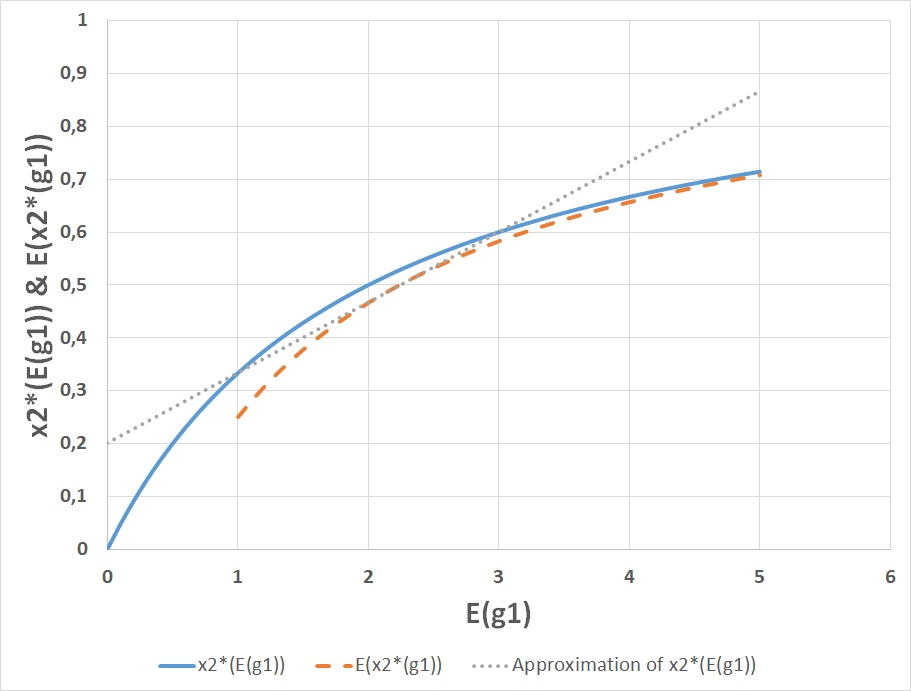 1
0,9
0,8
0,7
0,6
0,5
0,4
0,3
0,2
0,1
0
x2*(E(g1)) & E(x2*(g1))
0 1 2 3 4 5 6
E(g1)
x2*(E(g1)) E(x2*(g1)) Approximation of x2*(E(g1))